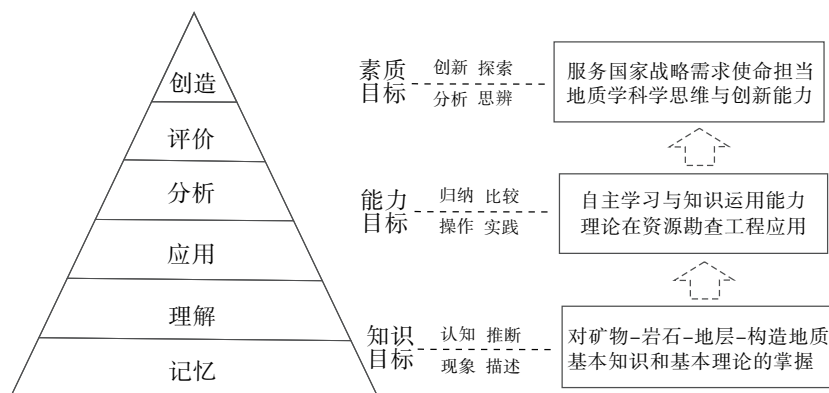 创造
评价
分析
应用
理解
记忆
素质
目标
创新 探索
分析 思辨
服务国家战略需求使命担当
地质学科学思维与创新能力
能力
目标
归纳 比较
操作 实践
自主学习与知识运用能力
理论在资源勘查工程应用
知识
目标
认知 推断
现象 描述
对矿物-岩石-地层-构造地质
基本知识和基本理论的掌握